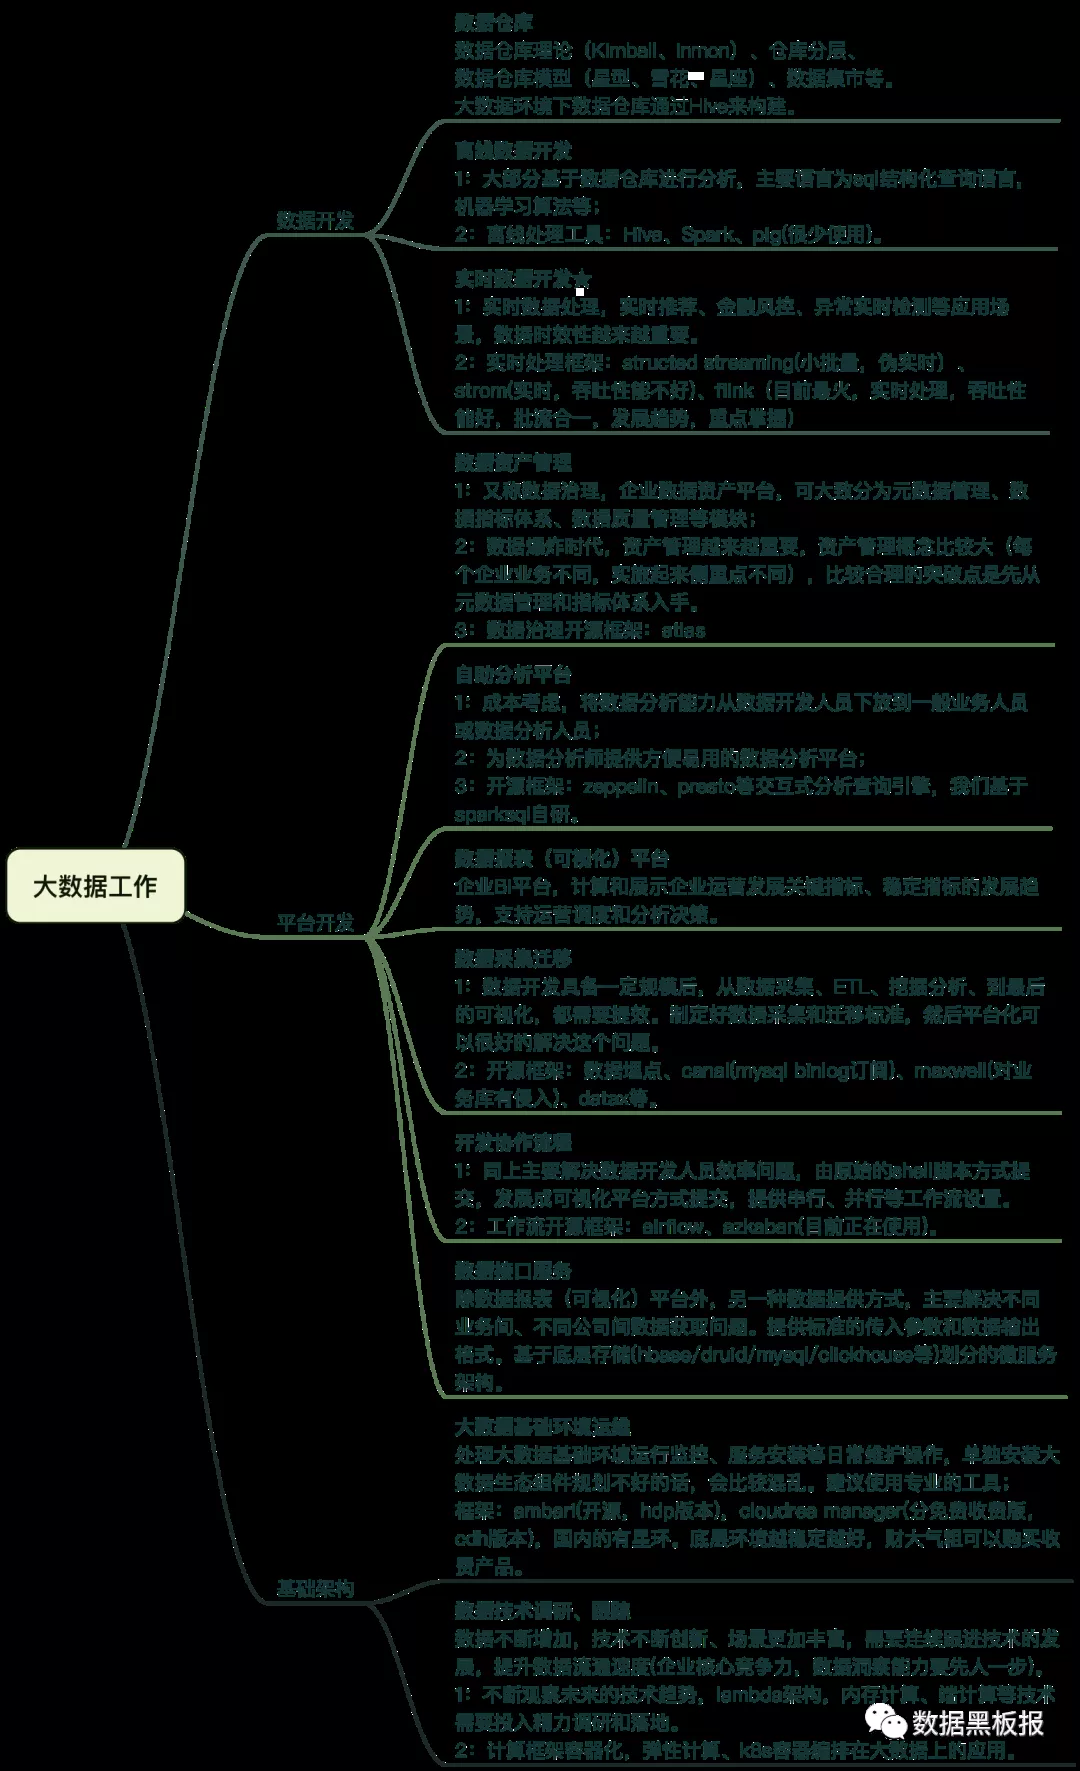 数据仓库
数据仓库理论（Kimball、Inmon）、仓库分层、
数据仓库模型（星型、雪花、星座）、数据集市等。
大数据环境下数据仓库通过Hive来构建。
离线数据开发
1：大部分基于数据仓库进行分析，主要语言为sql结构化查询语言，
机器学习算法等；
2：离线处理工具：Hive、Spark、pig(很少使用)。
数据开发
实时数据开发★
1：实时数据处理，实时推荐、金融风控、异常实时检测等应用场
景，数据时效性越来越重要。
2：实时处理框架：structed streaming(小批量，伪实时）、
strom(实时，吞吐性能不好)、flink（目前最火，实时处理，吞吐性
能好，批流合一，发展趋势，重点掌握）
数据资产管理
1：又称数据治理，企业数据资产平台，可大致分为元数据管理、数
据指标体系、数据质量管理等模块；
2：数据爆炸时代，资产管理越来越重要，资产管理概念比较大（每
个企业业务不同，实施起来侧重点不同），比较合理的突破点是先从
元数据管理和指标体系入手。
3：数据治理开源框架：atlas
自助分析平台
1：成本考虑，将数据分析能力从数据开发人员下放到一般业务人员
或数据分析人员；
2：为数据分析师提供方便易用的数据分析平台；
3：开源框架：zeppelin、presto等交互式分析查询引擎，我们基于
sparksql自研。
大数据工作
数据报表（可视化）平台
企业BI平台，计算和展示企业运营发展关键指标、稳定指标的发展趋
势，支持运营调度和分析决策。
平台开发
数据采集迁移
1：数据开发具备一定规模后，从数据采集、ETL、挖掘分析、到最后
的可视化，都需要提效。制定好数据采集和迁移标准，然后平台化可
以很好的解决这个问题。
2：开源框架：数据埋点、canal(mysql binlog订阅)、maxwell(对业
务库有侵入)、datax等。
开发协作流程
1：同上主要解决数据开发人员效率问题，由原始的shell脚本方式提
交，发展成可视化平台方式提交，提供串行、并行等工作流设置。
2：工作流开源框架：airflow、azkaban(目前正在使用)。
数据接口服务
除数据报表（可视化）平台外，另一种数据提供方式，主要解决不同
业务间、不同公司间数据获取问题。提供标准的传入参数和数据输出
格式。基于底层存储(hbase/druid/mysql/clickhouse等)划分的微服务
架构。
大数据基础环境运维
处理大数据基础环境运行监控、服务安装等日常维护操作，单独安装大
数据生态组件规划不好的话，会比较混乱。建议使用专业的工具；
框架：ambari(开源，hdp版本)，cloudrea manager(分免费收费版，
cdh版本)，国内的有星环。底层环境越稳定越好，财大气粗可以购买收
费产品。
基础架构
数据技术调研、跟踪
数据不断增加，技术不断创新、场景更加丰富，需要连续跟进技术的发
展，提升数据流通速度(企业核心竞争力，数据洞察能力要先人一步)。
1：不断观察未来的技术趋势，lambda架构，内存计算、端计算等技术
需要投入精力调研和落地。
2：计算框架容器化，弹性计算、k8s容器编排在大数据上的应用。
数据黑板报